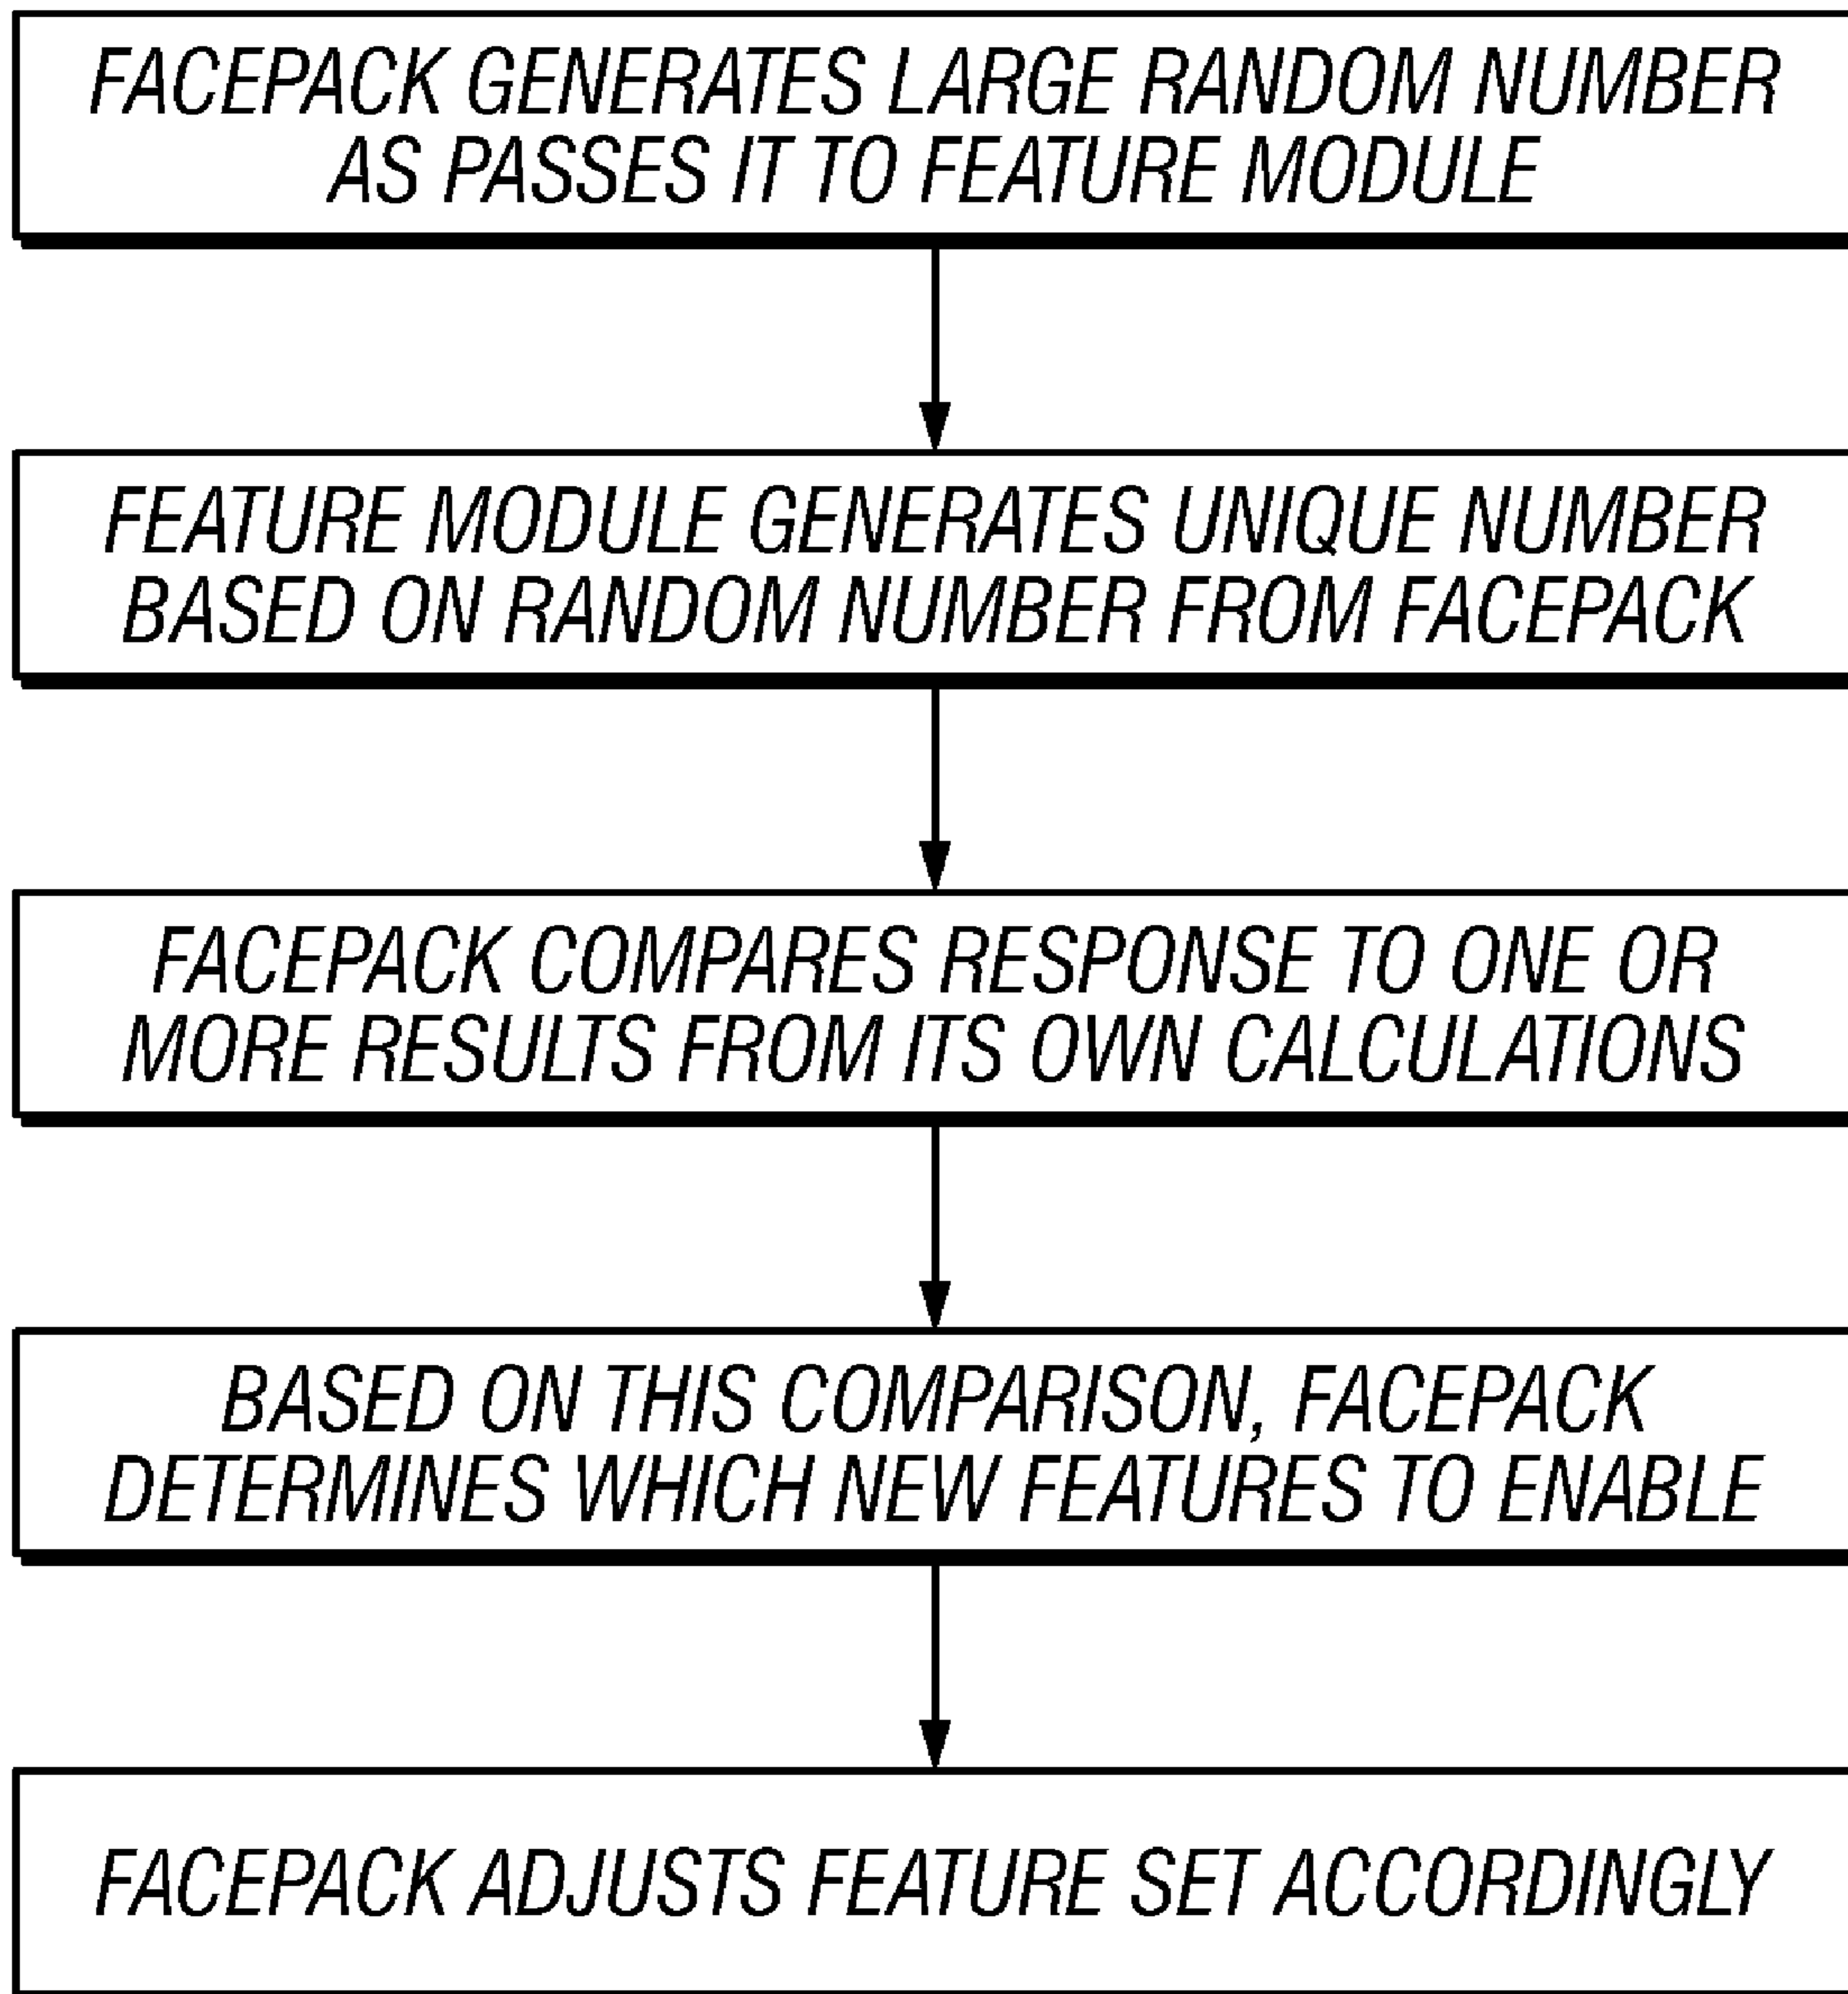 FACEPACK GENERATES LARGE RANDOM NUMBER
AS PASSES IT TO FEATURE MODULE
FEATURE MODULE GENERATES UNIQUE NUMBER
BASED ON RANDOM NUMBER FROM FACEPACK
FACEPACK COMPARES RESPONSE TO ONE OR
MORE RESULTS FROM ITS OWN CALCULATIONS
BASED ON THIS COMPARISON, FACEPACK
DETERMINES WHICH NEW FEATURES TO ENABLE
FACEPACK ADJUSTS FEATURE SET ACCORDINGLY